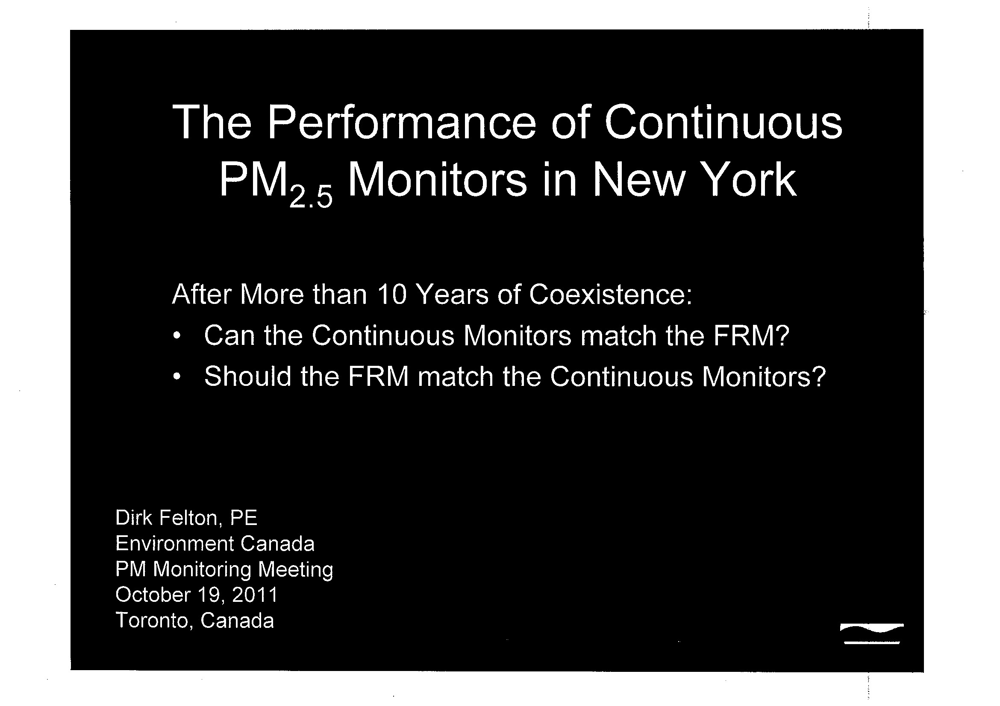 The Performance of Continuous
PM₂.₅ Monitors in New York
After More than 10 Years of Coexistence:
• Can the Continuous Monitors match the FRM?
• Should the FRM match the Continuous Monitors?
Dirk Felton, PE
Environment Canada
PM Monitoring Meeting
October 19, 2011
Toronto, Canada